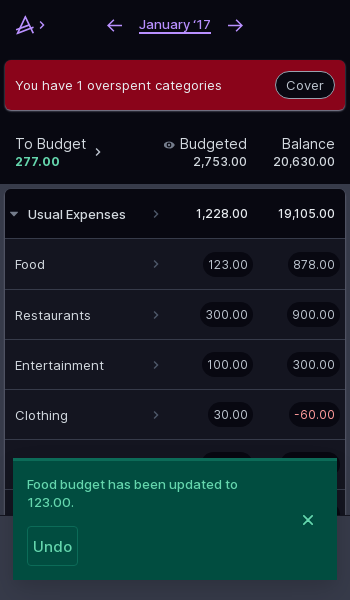 January ‘17
You have 1 overspent categories
Cover
To Budget
277.00
Budgeted
2,753.00
Balance
20,630.00
Usual Expenses 1,228.00 19,105.00
Food 123.00 878.00
Restaurants 300.00 900.00
Entertainment 100.00 300.00
Clothing 30.00 -60.00
Food budget has been updated to
123.00.
Undo